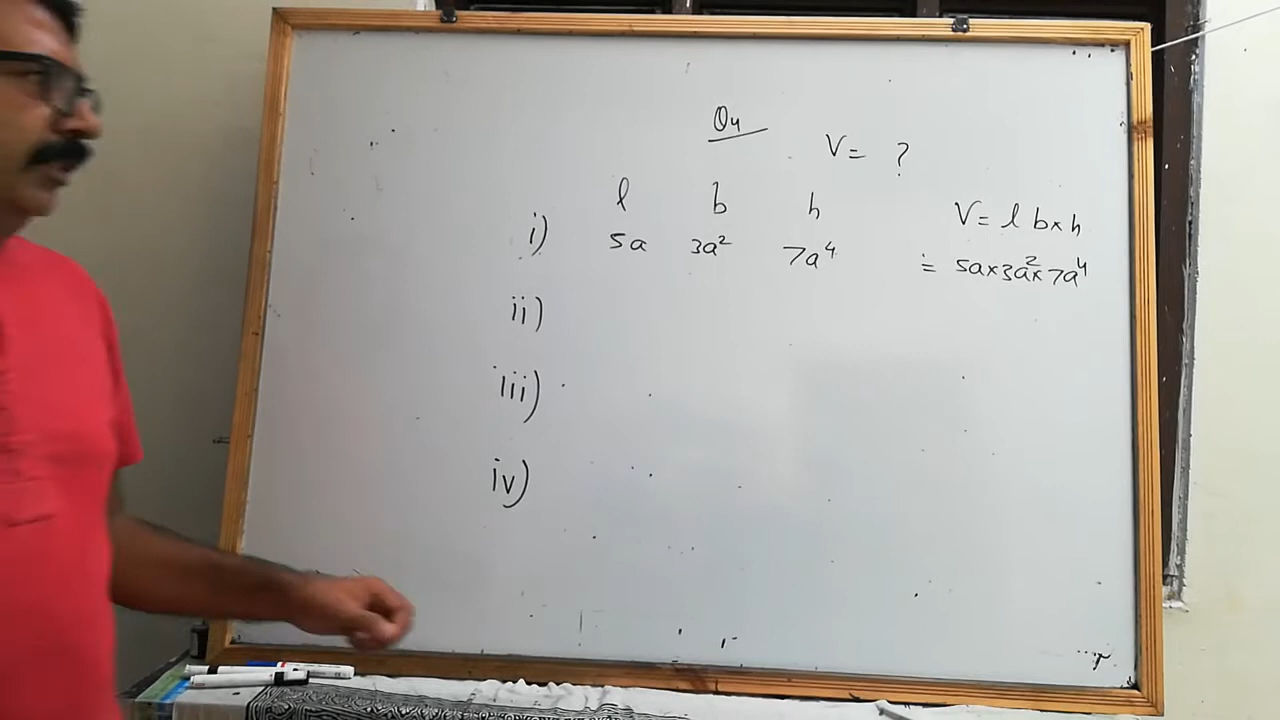 Q4
V = ?
l b h
i) 5a 3a² 7a⁴
V = l b × h
= 5a × 3a² × 7a⁴
ii)
iii)
iv)